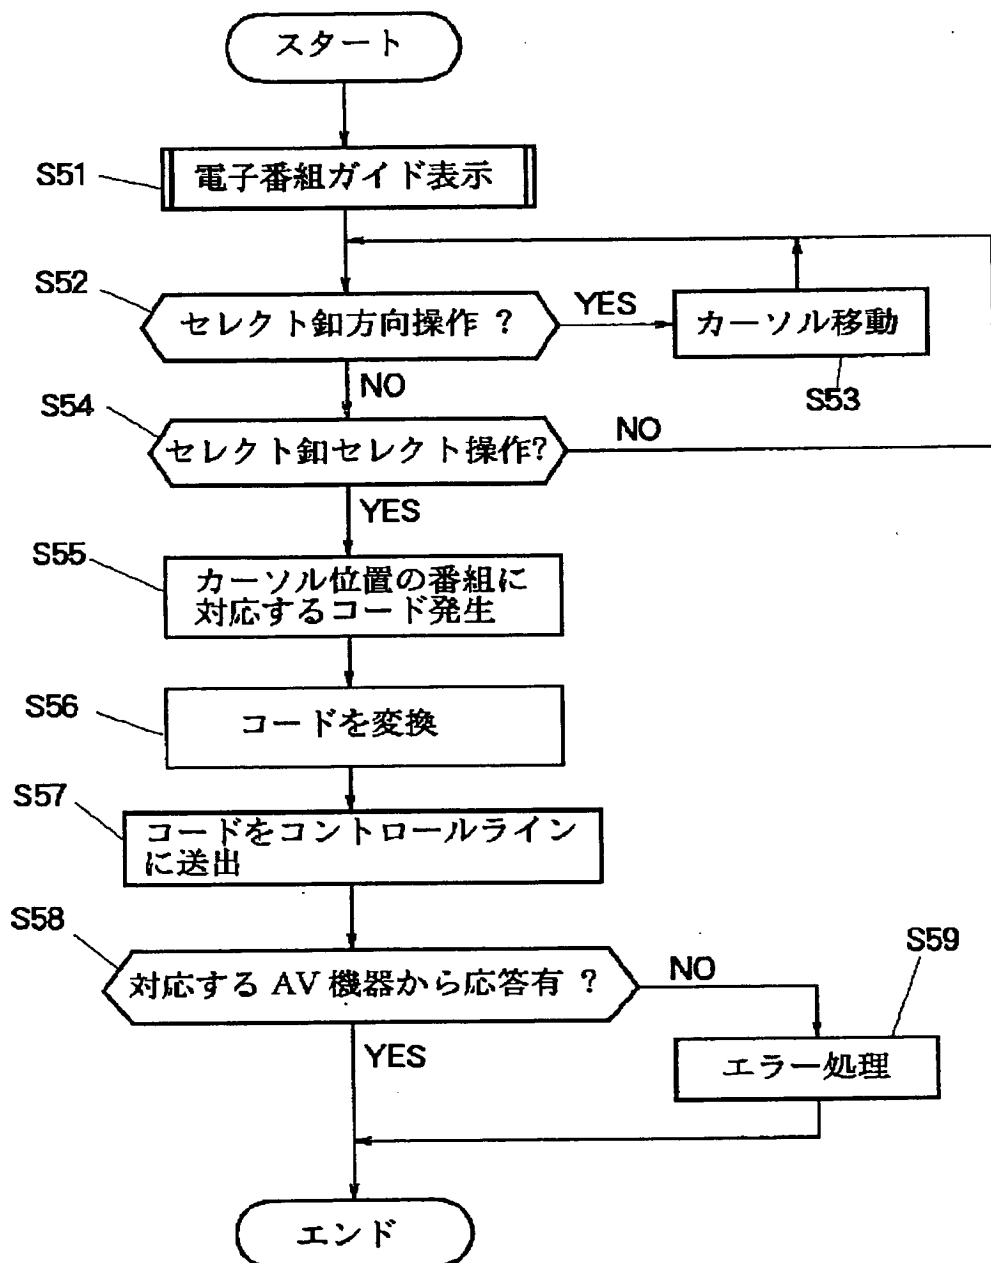 スタート
S51
電子番組ガイド表示
S52
セレクト釦方向操作 ?
YES
カーソル移動
S53
NO
S54
セレクト釦セレクト操作?
NO
YES
S55
カーソル位置の番組に
対応するコード発生
S56
コードを変換
S57
コードをコントロールライン
に送出
S58
対応する AV 機器から応答有 ?
NO
S59
YES
エラー処理
エンド